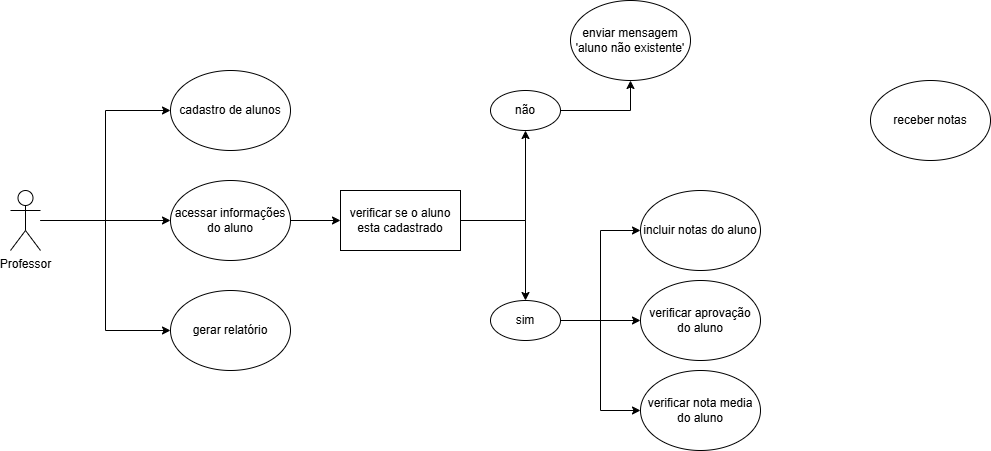 enviar mensagem
'aluno não existente'
cadastro de alunos
não
receber notas
acessar informações
do aluno
verificar se o aluno
esta cadastrado
incluir notas do aluno
Professor
verificar aprovação
do aluno
sim
gerar relatório
verificar nota media
do aluno